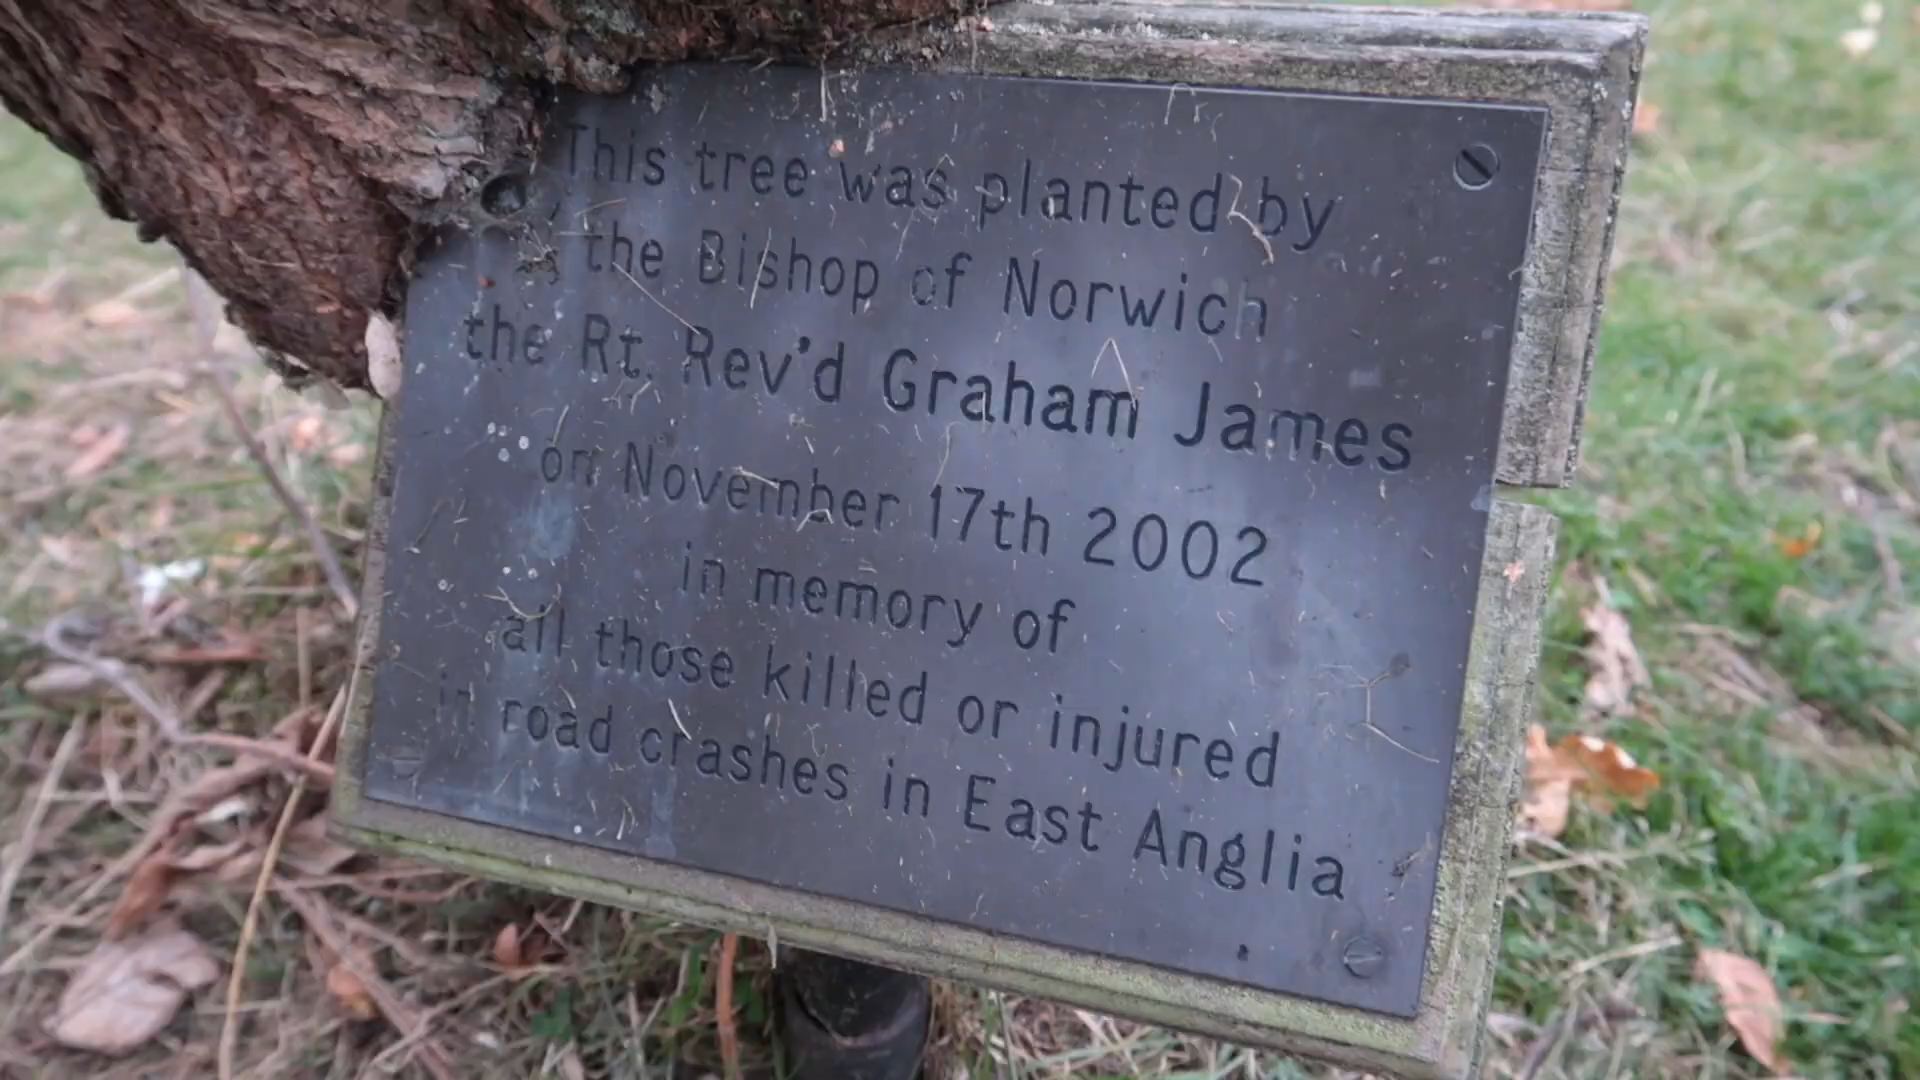 This tree was planted by
the Bishop of Norwich
the Rt. Rev'd Graham James
on November 17th 2002
in memory of
all those killed or injured
in road crashes in East Anglia